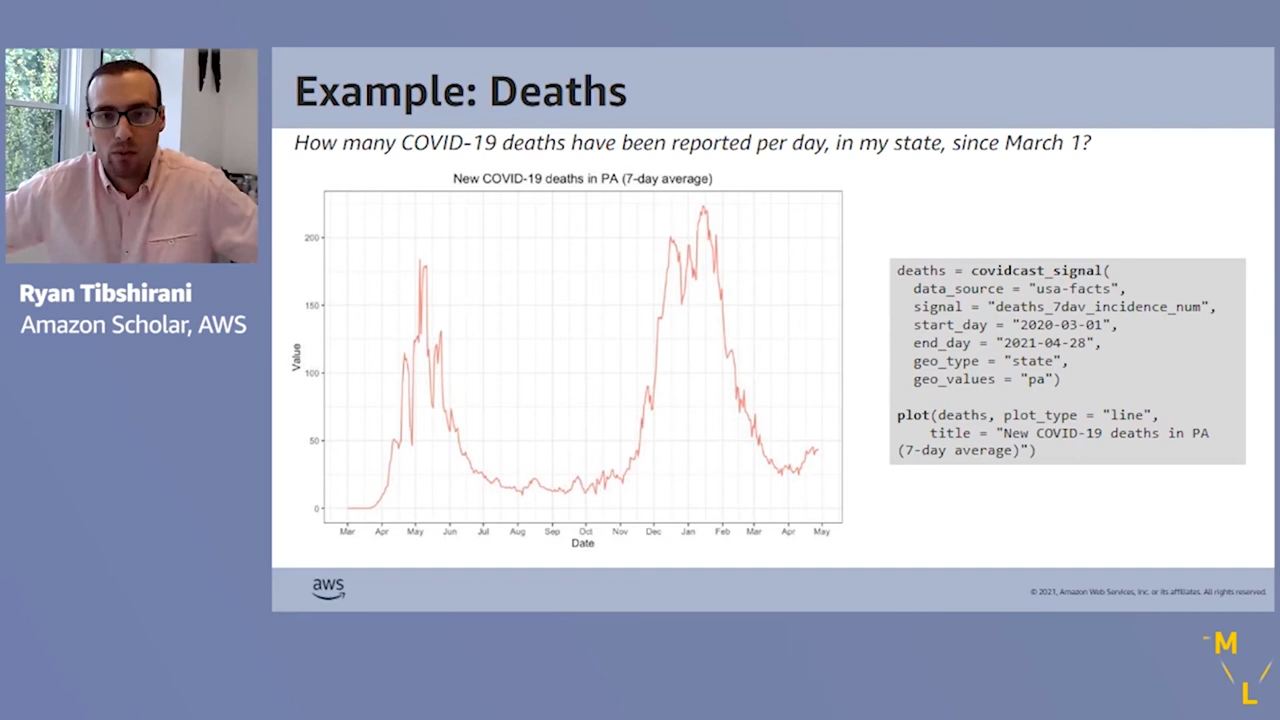 Example: Deaths
How many COVID-19 deaths have been reported per day, in my state, since March 1?
New COVID-19 deaths in PA (7-day average)
200
150
100
50
0
Value
Mar Apr May Jun Jul Aug Sep Oct Nov Dec Jan Feb Mar Apr May
Date
deaths = covidcast_signal(
data_source = "usa-facts",
signal = "deaths_7dav_incidence_num",
start_day = "2020-03-01",
end_day = "2021-04-28",
geo_type = "state",
geo_values = "pa")
plot(deaths, plot_type = "line",
title = "New COVID-19 deaths in PA
(7-day average)")
Ryan Tibshirani
Amazon Scholar, AWS
aws
© 2021, Amazon Web Services, Inc. or its affiliates. All rights reserved.
M
L